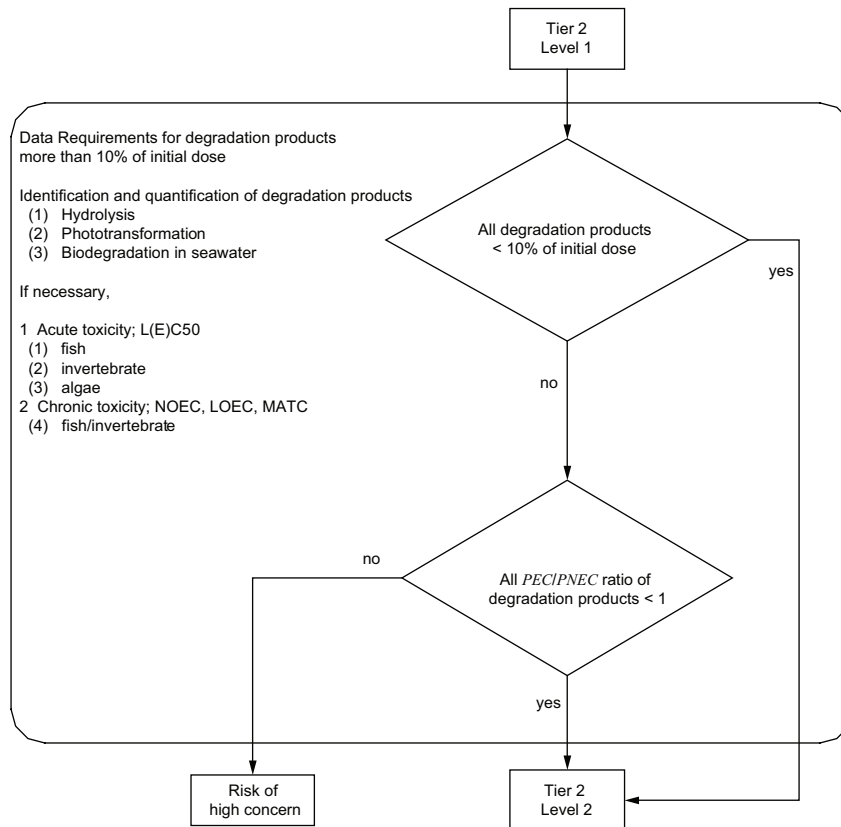 Tier 2
Level 1
Data Requirements for degradation products
more than 10% of initial dose
Identification and quantification of degradation products
(1) Hydrolysis
(2) Phototransformation
(3) Biodegradation in seawater
If necessary,
1 Acute toxicity; L(E)C50
(1) fish
(2) invertebrate
(3) algae
2 Chronic toxicity; NOEC, LOEC, MATC
(4) fish/invertebrate
All degradation products
< 10% of initial dose
yes
no
All PEC/PNEC ratio of
degradation products < 1
no
yes
Risk of
high concern
Tier 2
Level 2